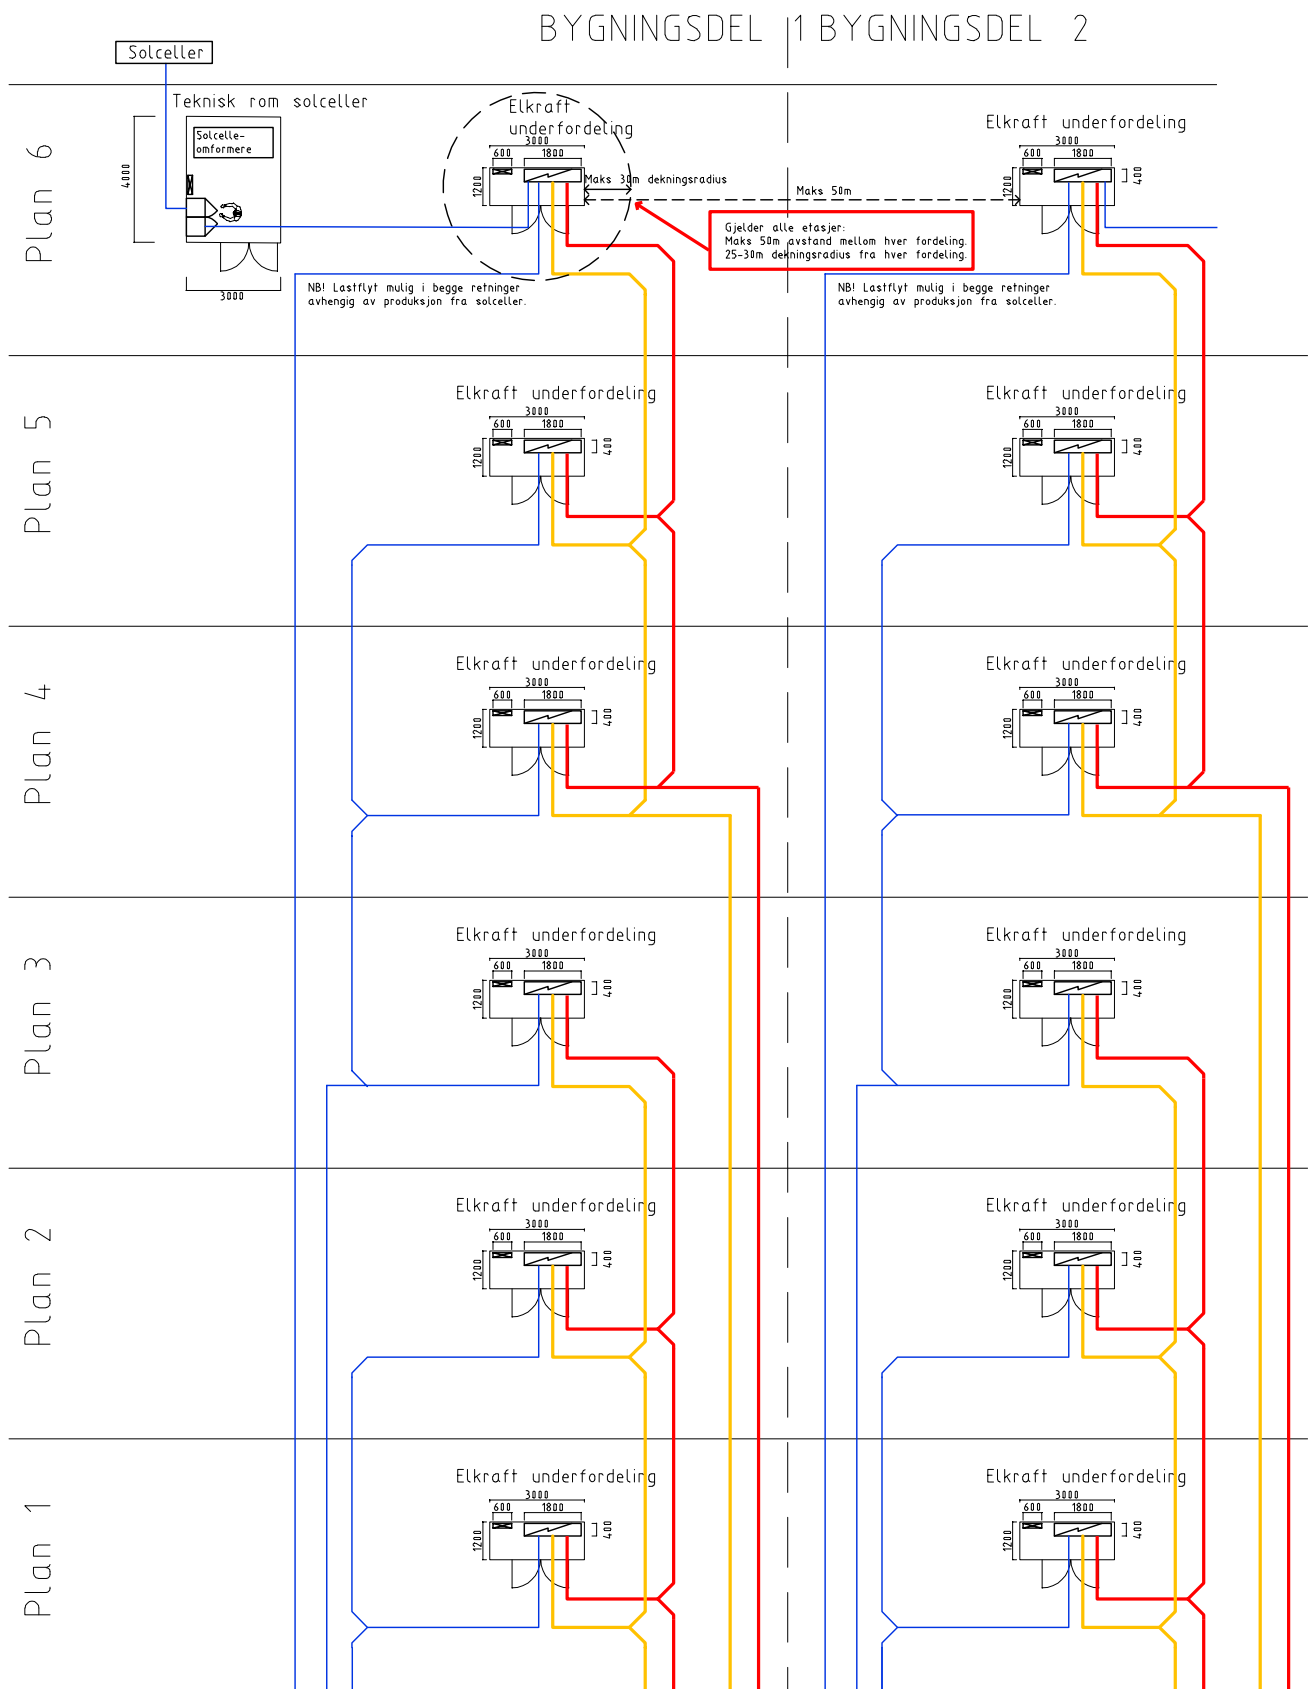 BYGNINGSDEL 1 BYGNINGSDEL 2
Solceller
Plan 6
Teknisk rom solceller
Solcelle-
omformere
4000
3000
Elkraft
underfordeling
3000
600 1800
1200
Maks 30m dekningsradius
Maks 50m
Gjelder alle etasjer:
Maks 50m avstand mellom hver fordeling.
25-30m dekningsradius fra hver fordeling.
NB! Lastflyt mulig i begge retninger
avhengig av produksjon fra solceller.
Elkraft underfordeling
3000
600 1800
1200
400
NB! Lastflyt mulig i begge retninger
avhengig av produksjon fra solceller.
Plan 5
Elkraft underfordeling
3000
600 1800
1200
400
Elkraft underfordeling
3000
600 1800
1200
400
Plan 4
Elkraft underfordeling
3000
600 1800
1200
400
Elkraft underfordeling
3000
600 1800
1200
400
Plan 3
Elkraft underfordeling
3000
600 1800
1200
400
Elkraft underfordeling
3000
600 1800
1200
400
Plan 2
Elkraft underfordeling
3000
600 1800
1200
400
Elkraft underfordeling
3000
600 1800
1200
400
Plan 1
Elkraft underfordeling
3000
600 1800
1200
400
Elkraft underfordeling
3000
600 1800
1200
400